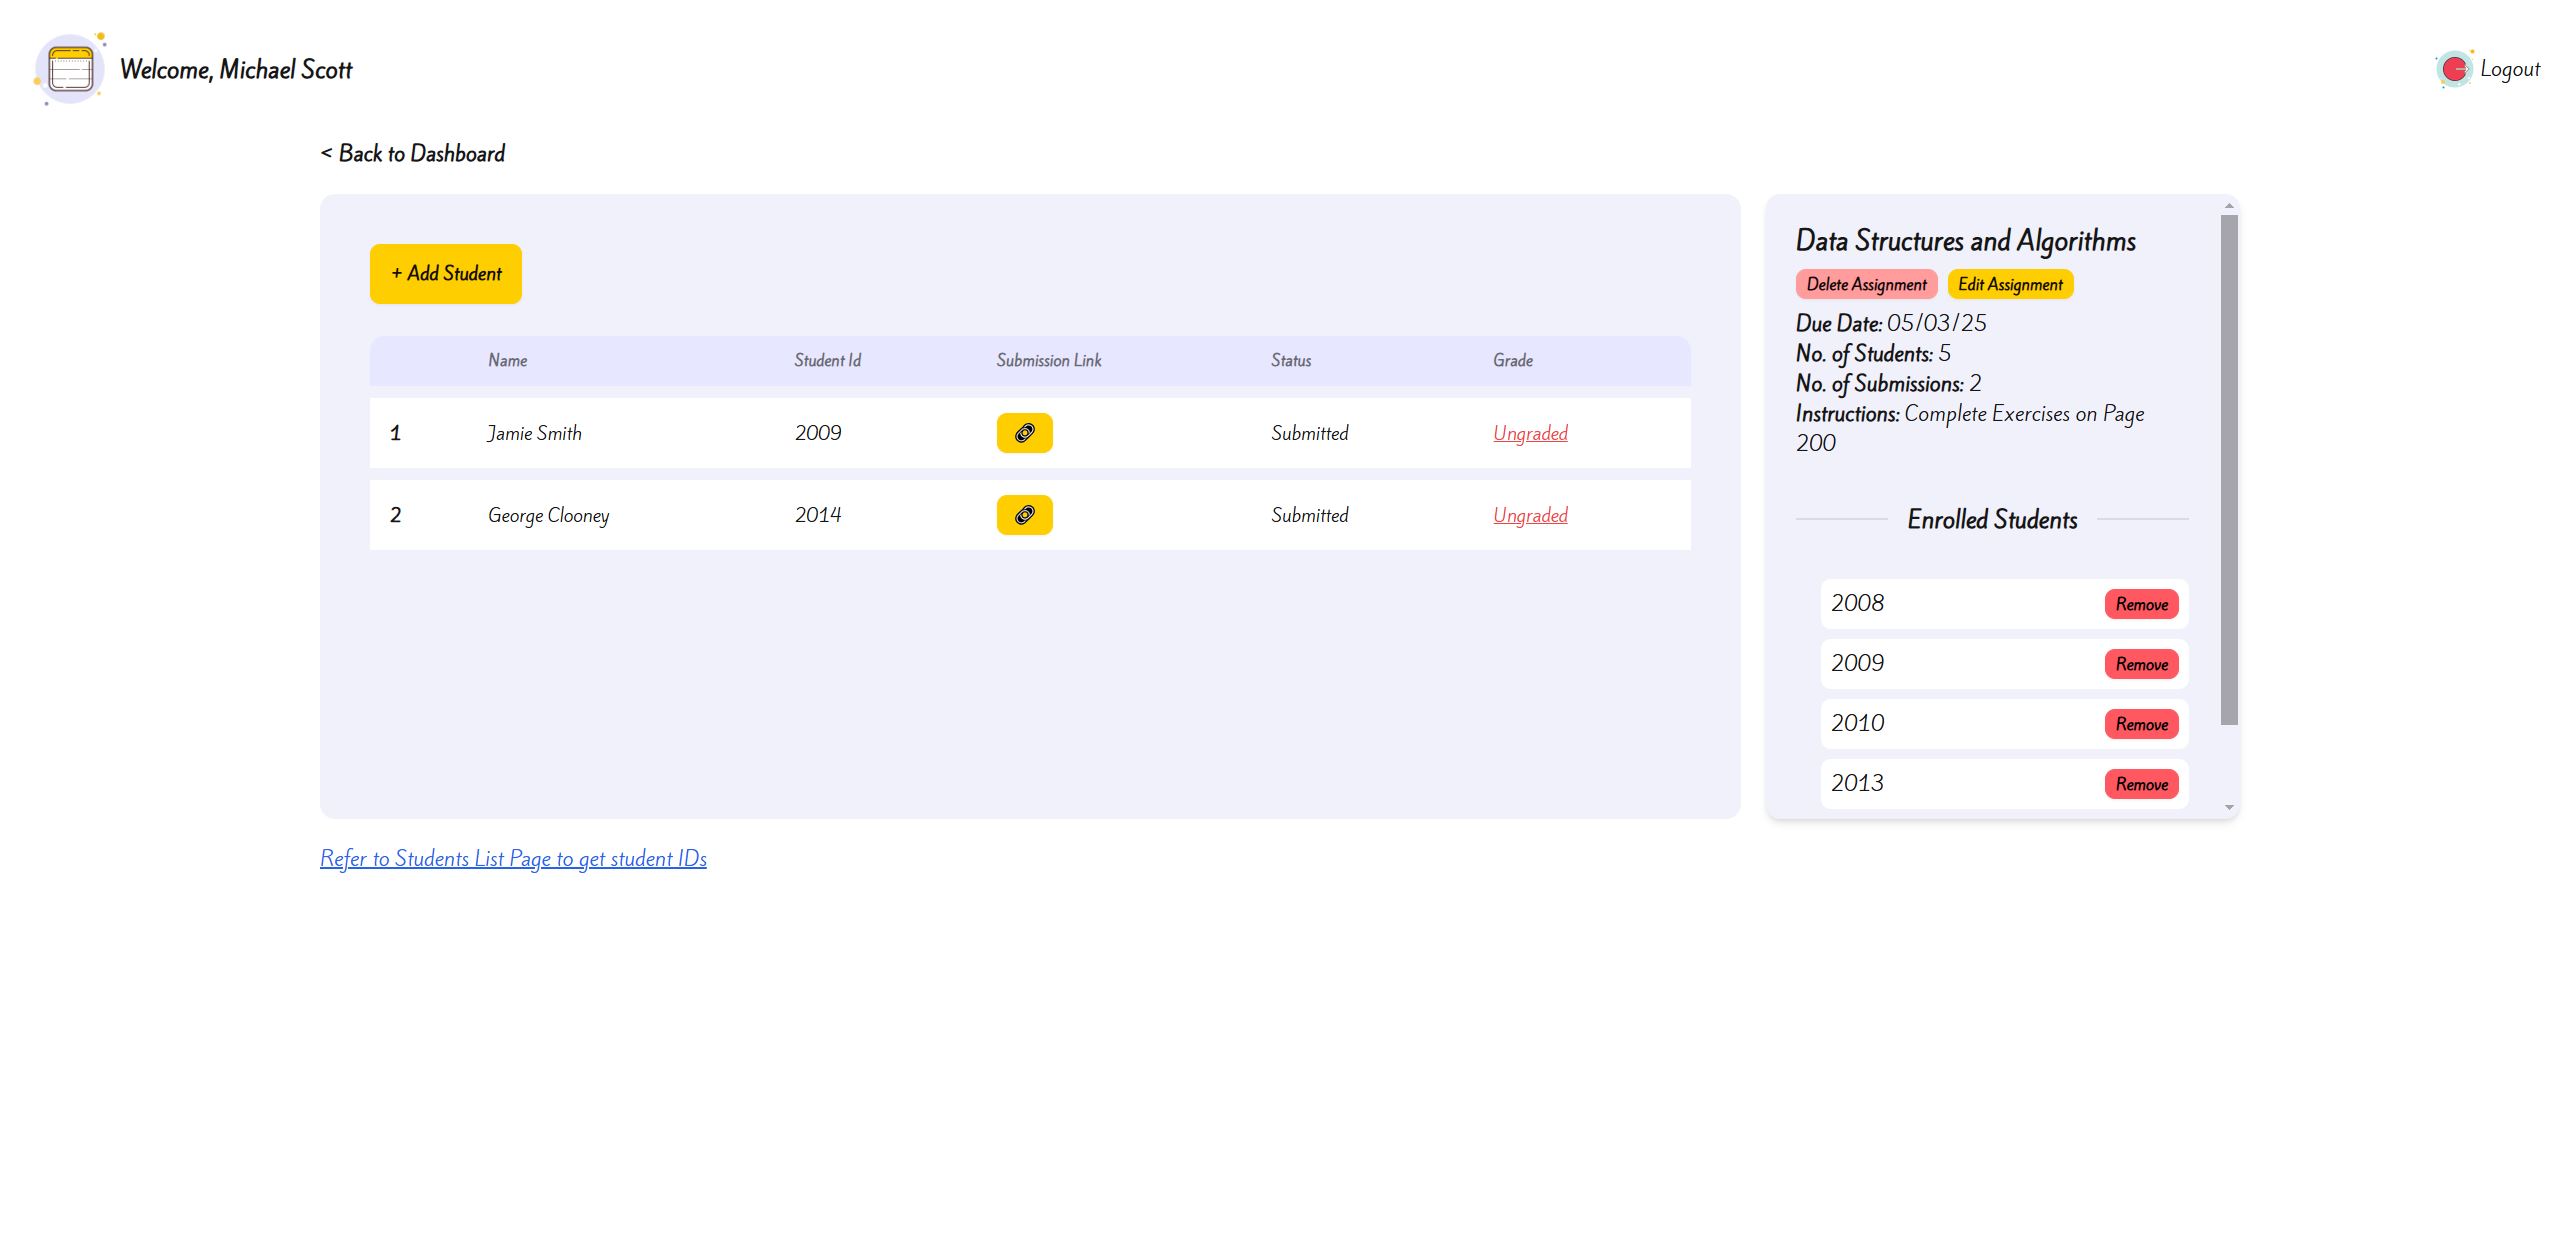 Welcome, Michael Scott
Logout
< Back to Dashboard
+ Add Student
Name Student Id Submission Link Status Grade
1 Jamie Smith 2009 Submitted Ungraded
2 George Clooney 2014 Submitted Ungraded
Data Structures and Algorithms
Delete Assignment Edit Assignment
Due Date: 05/03/25
No. of Students: 5
No. of Submissions: 2
Instructions: Complete Exercises on Page
200
Enrolled Students
2008 Remove
2009 Remove
2010 Remove
2013 Remove
Refer to Students List Page to get student IDs